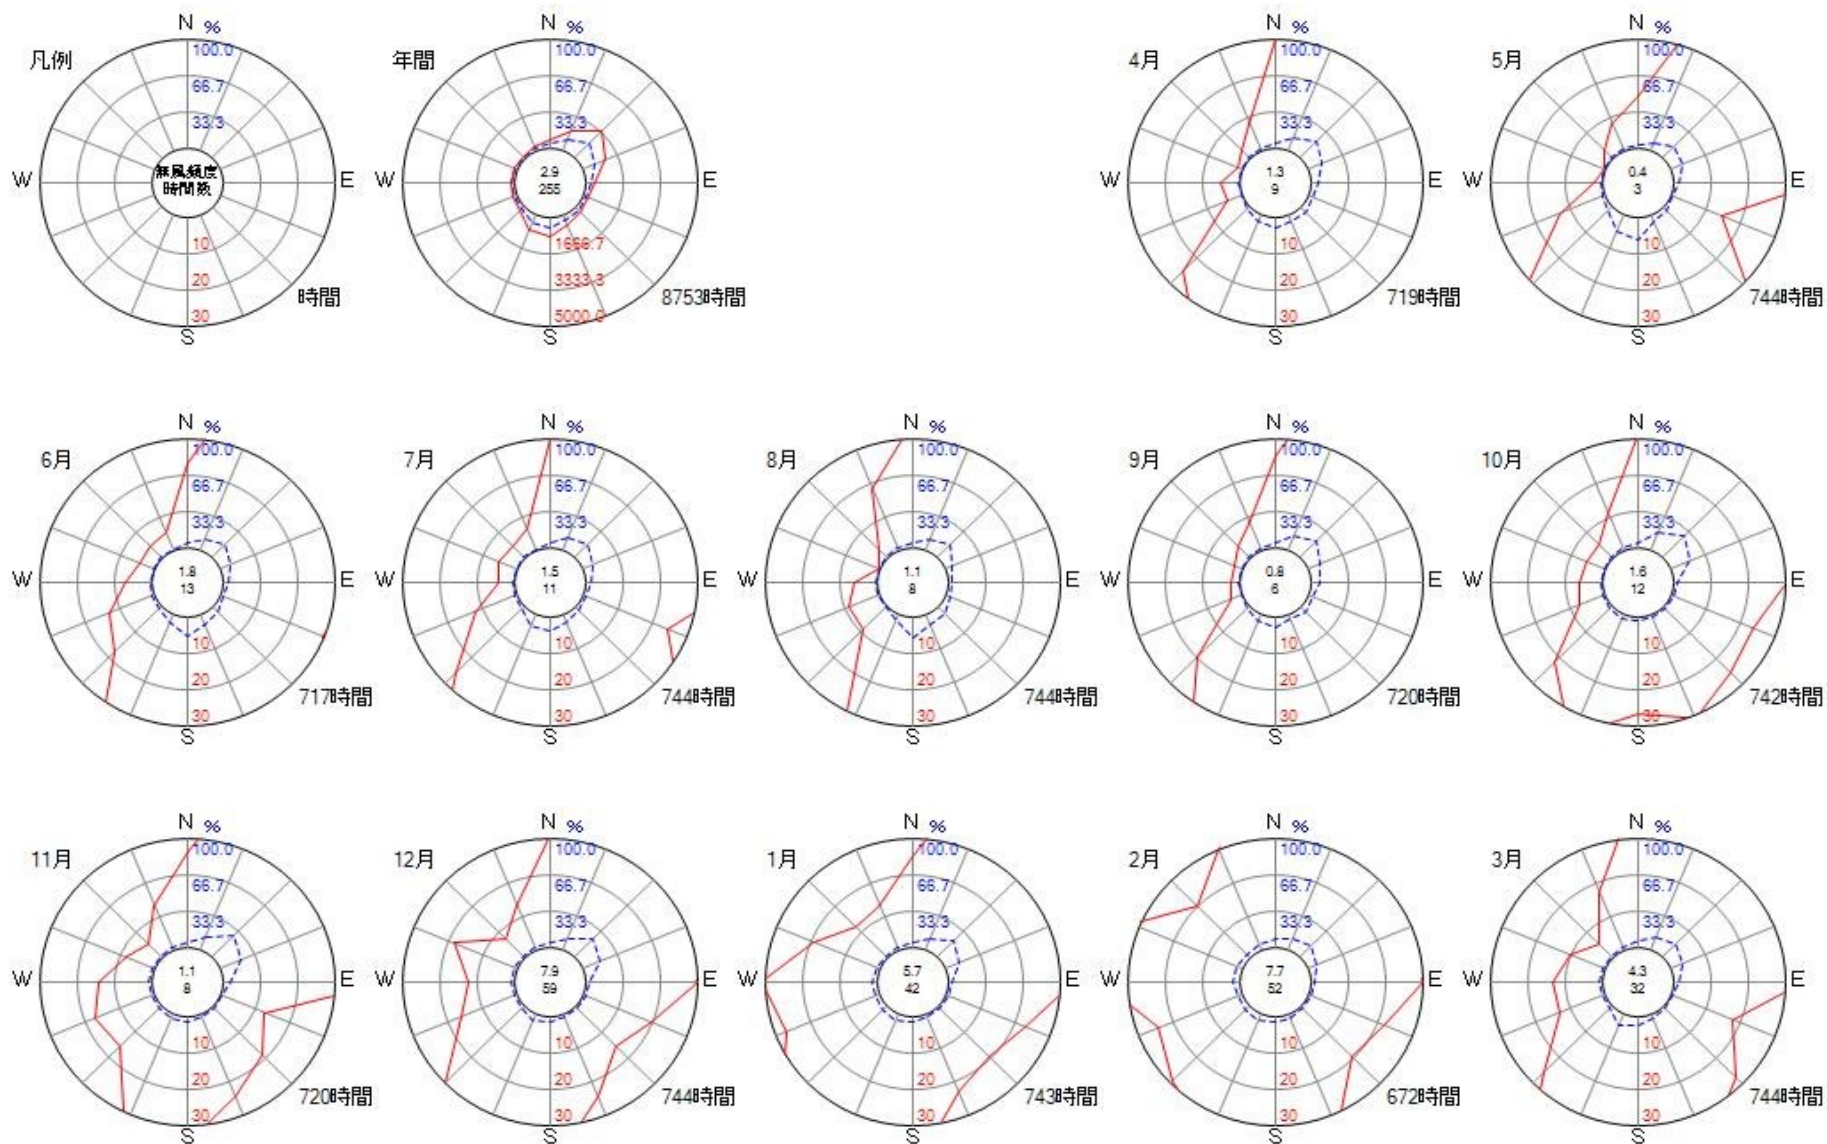 凡例
N %
100.0
66.7
33.3
W
E
無風頻度
時間数
10
20
30
S
時間
年間
N %
100.0
66.7
33.3
W
E
2.9
255
1666.7
3333.3
5000.0
S
8753時間
4月
N %
100.0
66.7
33.3
W
E
1.3
9
10
20
30
S
719時間
5月
N %
100.0
66.7
33.3
W
E
0.4
3
10
20
30
S
744時間
6月
N %
100.0
66.7
33.3
W
E
1.8
13
10
20
30
S
717時間
7月
N %
100.0
66.7
33.3
W
E
1.5
11
10
20
30
S
744時間
8月
N %
100.0
66.7
33.3
W
E
1.1
8
10
20
30
S
744時間
9月
N %
100.0
66.7
33.3
W
E
0.8
6
10
20
30
S
720時間
10月
N %
100.0
66.7
33.3
W
E
1.6
12
10
20
30
S
742時間
11月
N %
100.0
66.7
33.3
W
E
1.1
8
10
20
30
S
720時間
12月
N %
100.0
66.7
33.3
W
E
7.9
59
10
20
30
S
744時間
1月
N %
100.0
66.7
33.3
W
E
5.7
42
10
20
30
S
743時間
2月
N %
100.0
66.7
33.3
W
E
7.7
52
10
20
30
S
672時間
3月
N %
100.0
66.7
33.3
W
E
4.3
32
10
20
30
S
744時間